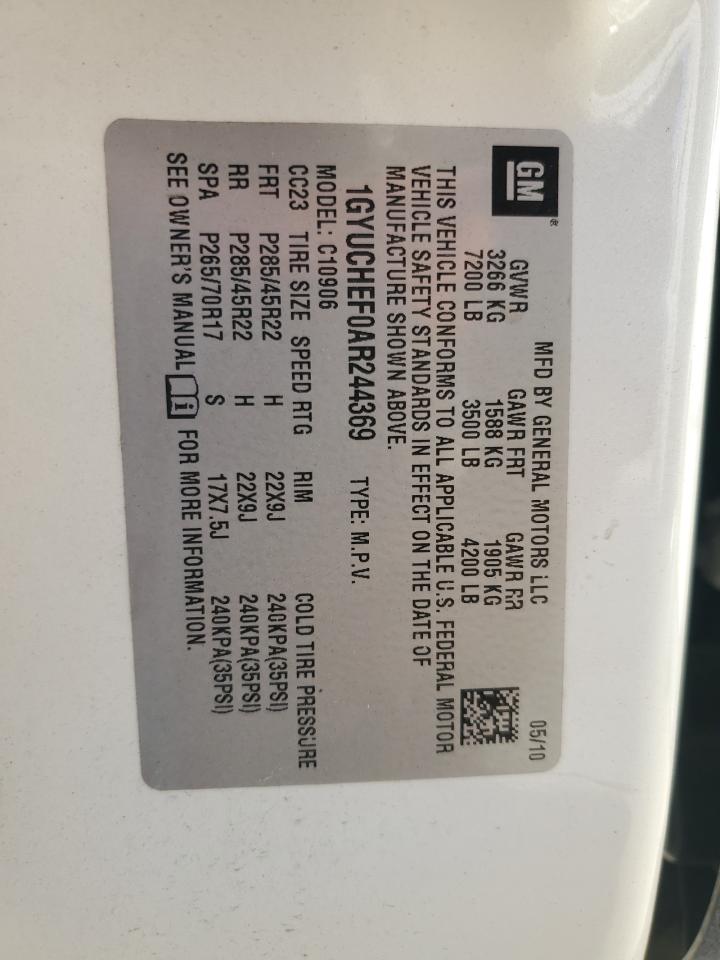 GM®
MFD BY GENERAL MOTORS LLC 05/10
GVWR GAWR FRT GAWR RR
3266 KG 1588 KG 1905 KG
7200 LB 3500 LB 4200 LB
THIS VEHICLE CONFORMS TO ALL APPLICABLE U.S. FEDERAL MOTOR
VEHICLE SAFETY STANDARDS IN EFFECT ON THE DATE OF
MANUFACTURE SHOWN ABOVE.
1GYUCHEF0AR244369 TYPE: M.P.V.
MODEL: C10906
CC23 TIRE SIZE SPEED RTG RIM COLD TIRE PRESSURE
FRT P285/45R22 H 22X9J 240KPA(35PSI)
RR P285/45R22 H 22X9J 240KPA(35PSI)
SPA P265/70R17 S 17X7.5J 240KPA(35PSI)
SEE OWNER'S MANUAL i FOR MORE INFORMATION.